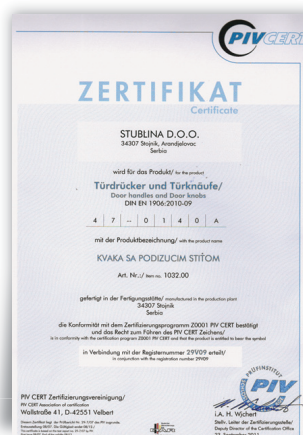 PIVCERT
ZERTIFIKAT
Certificate
STUBLINA D.O.O.
34307 Stojnik, Arandjelovac
Serbia
wird für das Produkt/ for the product
Türdrücker und Türknäufe/
Door handles and Door knobs
DIN EN 1906:2010-09
4 7 -- 0 1 4 0 A
mit der Produktbezeichnung/ with the product name
KVAKA SA PODIZUCIM STITOM
Art. Nr.:/ Item no. 1032.00
gefertigt in der Fertigungsstätte/ manufactured in the production plant
34307 Stojnik
Serbia
die Konformität mit dem Zertifizierungsprogramm Z0001 PIV CERT bestätigt
und das Recht zum Führen des PIV CERT Zeichens/
is in conformity with the certification program Z0001 PIV CERT and that the product is entitled to bear the symbol
in Verbindung mit der Registernummer 29V09 erteilt/
in conjunction with the registration number 29V09
PRÜFINSTITUT
PIV
PIV CERT Zertifizierungsvereinigung/
PIV CERT Association of certification
Wallstraße 41, D-42551 Velbert
i.A. H. Wichert
Stellv. Leiter der Zertifizierungsstelle/
Deputy Director of the Certification Office